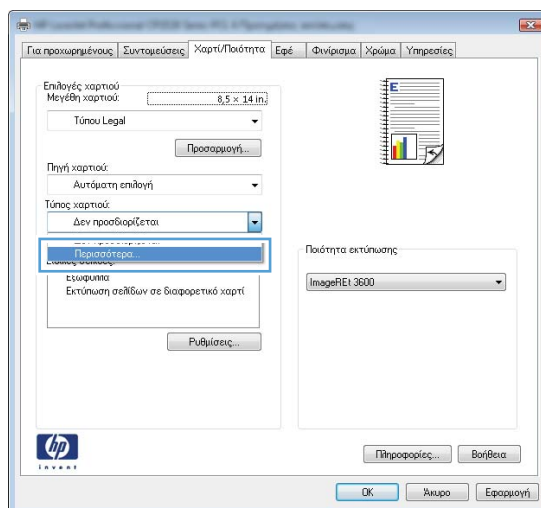 Για προχωρημένους Συντομεύσεις Χαρτί/Ποιότητα Εφέ Φινίρισμα Χρώμα Υπηρεσίες
Επιλογές χαρτιού
Μεγέθη χαρτιού: 8,5 × 14 in.
Τύπου Legal
Προσαρμογή...
Πηγή χαρτιού:
Αυτόματη επιλογή
Τύπος χαρτιού:
Δεν προσδιορίζεται
Περισσότερα...
Εξώφυλλα
Εκτύπωση σελίδων σε διαφορετικό χαρτί
Ρυθμίσεις...
E
Ποιότητα εκτύπωσης
ImageREt 3600
hp
invent
Πληροφορίες... Βοήθεια
OK Άκυρο Εφαρμογή